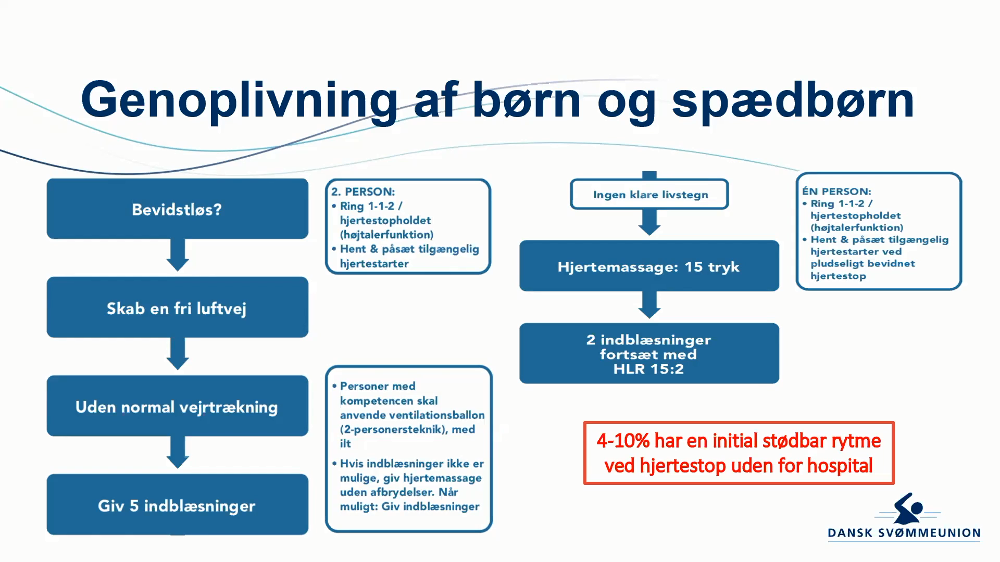 Genoplivning af børn og spædbørn
Bevidstløs?
Skab en fri luftvej
Uden normal vejrtrækning
Giv 5 indblæsninger
2. PERSON:
• Ring 1-1-2 /
hjertestopholdet
(højtalerfunktion)
• Hent & påsæt tilgængelig
hjertestarter
• Personer med
kompetencen skal
anvende ventilationsballon
(2-personersteknik), med
ilt
• Hvis indblæsninger ikke er
mulige, giv hjertemassage
uden afbrydelser. Når
muligt: Giv indblæsninger
Ingen klare livstegn
Hjertemassage: 15 tryk
2 indblæsninger
fortsæt med
HLR 15:2
ÉN PERSON:
• Ring 1-1-2 /
hjertestopholdet
(højtalerfunktion)
• Hent & påsæt tilgængelig
hjertestarter ved
pludseligt bevidnet
hjertestop
4-10% har en initial stødbar rytme
ved hjertestop uden for hospital
DANSK SVØMMEUNION